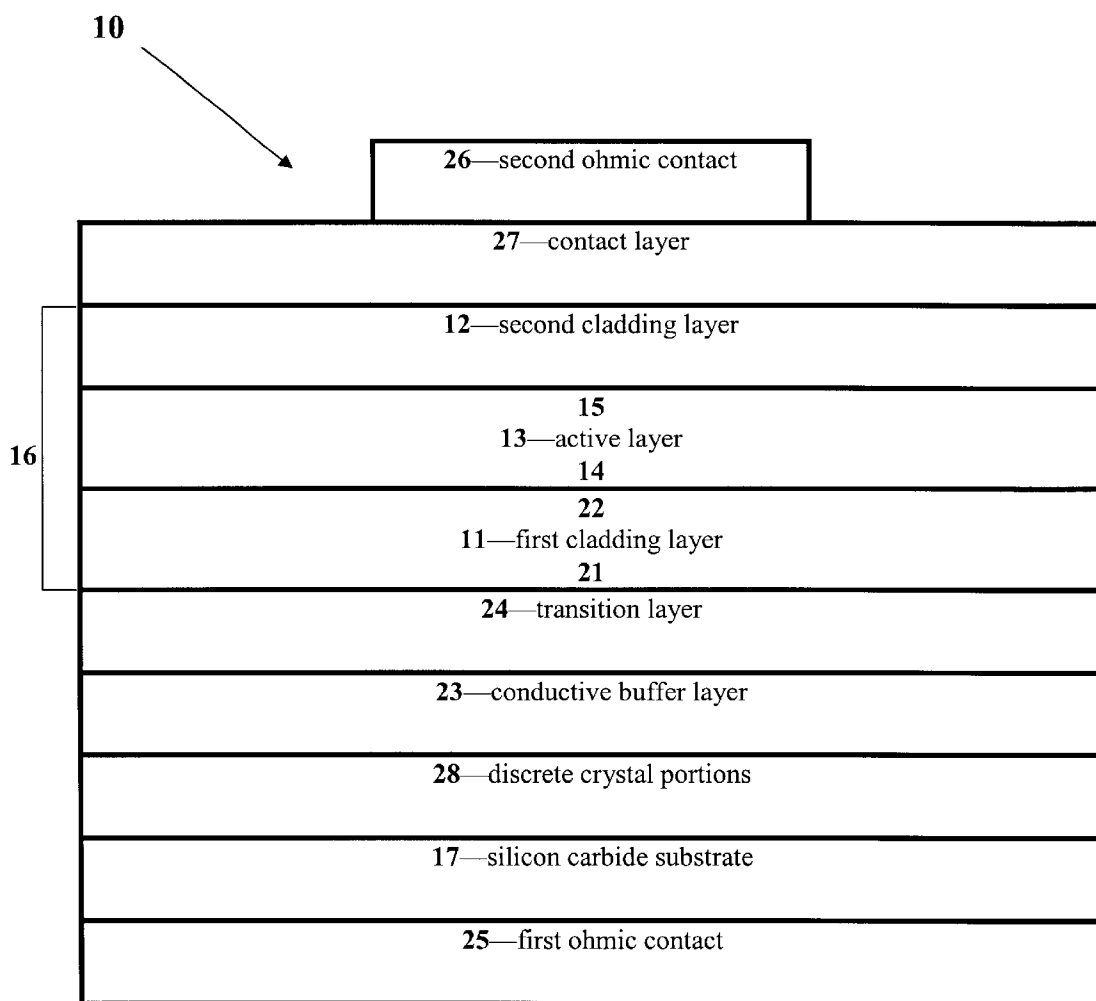 10
26—second ohmic contact
27—contact layer
12—second cladding layer
15
13—active layer
14
16
22
11—first cladding layer
21
24—transition layer
23—conductive buffer layer
28—discrete crystal portions
17—silicon carbide substrate
25—first ohmic contact